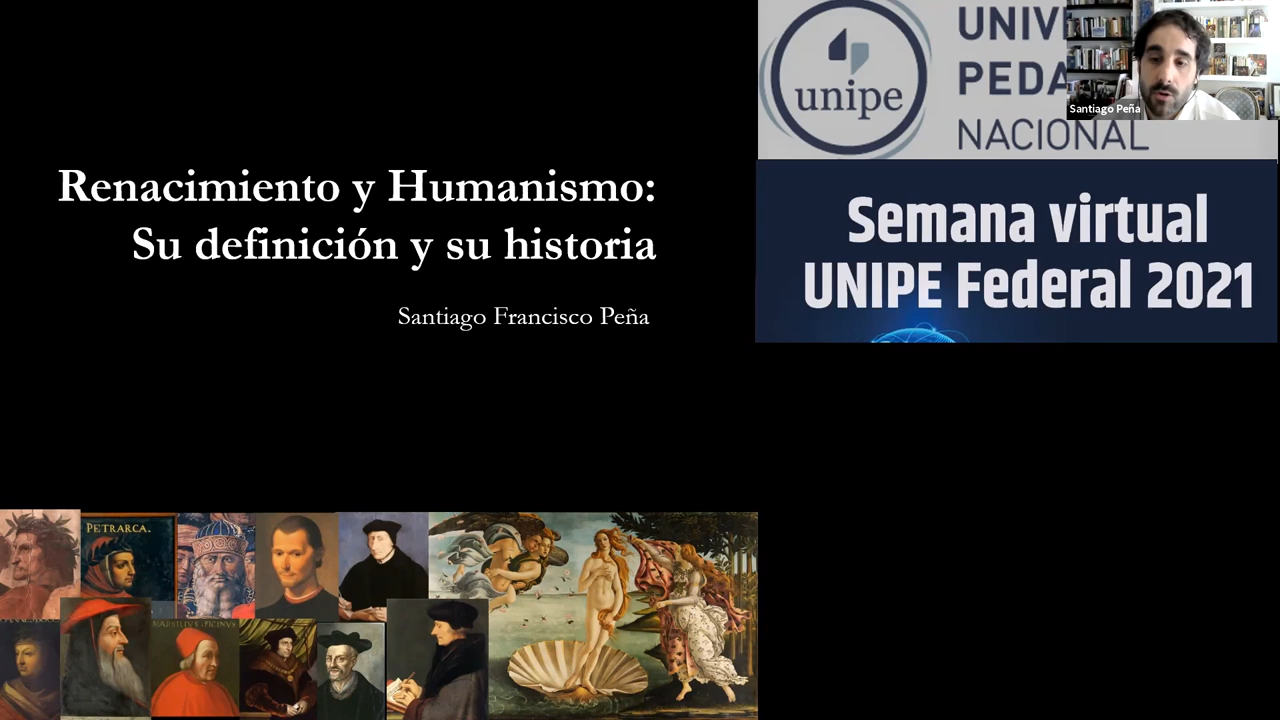 Renacimiento y Humanismo:
Su definición y su historia
Santiago Francisco Peña
unipe
UNIV
PEDA
NACIONAL
Santiago Peña
Semana virtual
UNIPE Federal 2021
PETRARCA.